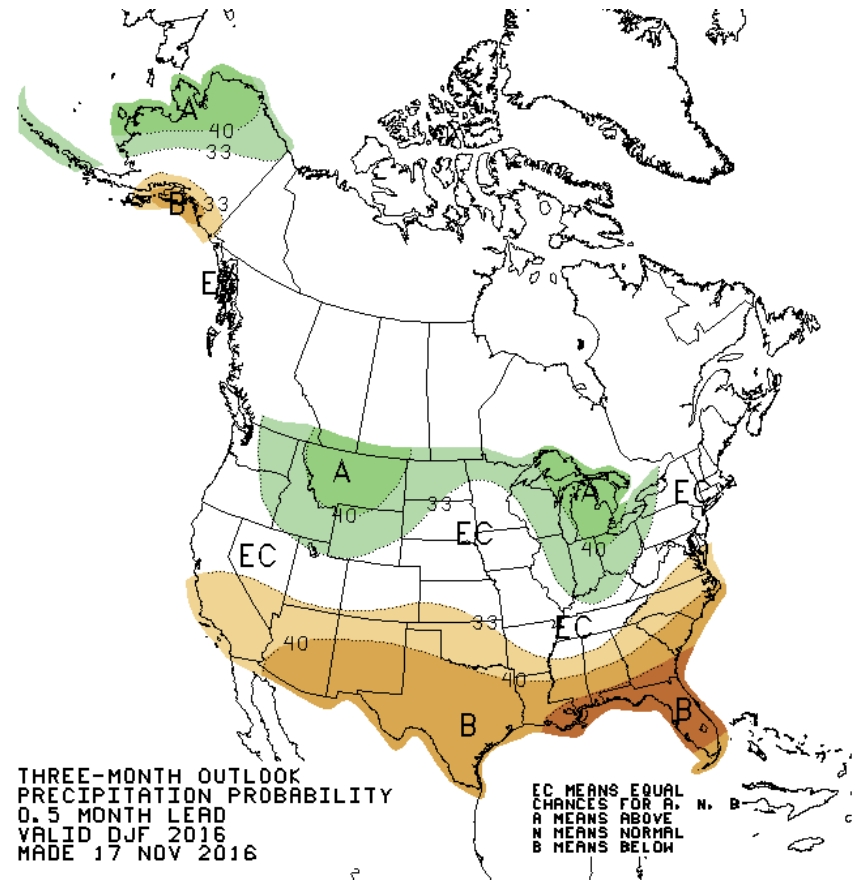 A
40
33
B 33
EC
A
A
EC
40
33
EC
40
EC
33
EC
40
40
B
B
THREE-MONTH OUTLOOK
PRECIPITATION PROBABILITY
0.5 MONTH LEAD
VALID DJF 2016
MADE 17 NOV 2016
EC MEANS EQUAL
CHANCES FOR A, N, B
A MEANS ABOVE
N MEANS NORMAL
B MEANS BELOW